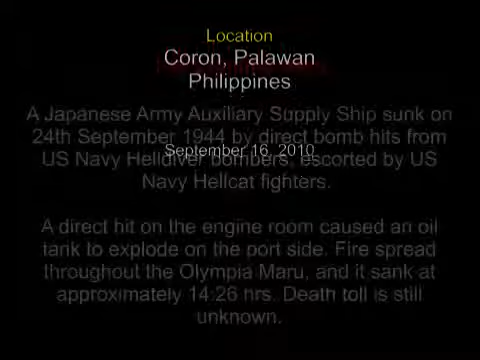 Location
Coron, Palawan
Philippines
A Japanese Army Auxiliary Supply Ship sunk on
24th September 1944 by direct bomb hits from
September 16, 2010
US Navy Helldiver bombers, escorted by US
Navy Hellcat fighters.
A direct hit on the engine room caused an oil
tank to explode on the port side. Fire spread
throughout the Olympia Maru, and it sank at
approximately 14:26 hrs. Death toll is still
unknown.